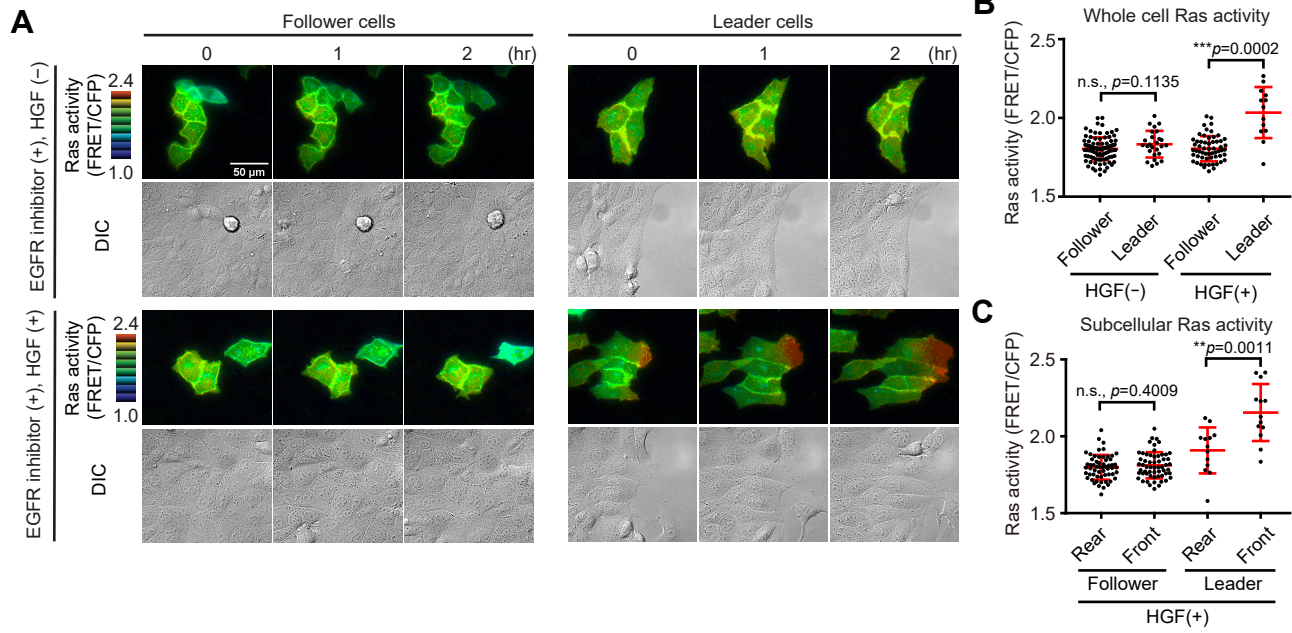 A
Follower cells
Leader cells
0 1 2 (hr)
0 1 2 (hr)
EGFR inhibitor (+), HGF (−)
Ras activity
(FRET/CFP)
2.4
1.0
50 μm
DIC
EGFR inhibitor (+), HGF (+)
Ras activity
(FRET/CFP)
2.4
1.0
DIC
B
Whole cell Ras activity
Ras activity (FRET/CFP)
2.5
2.0
1.5
n.s., p=0.1135
***p=0.0002
Follower
Leader
Follower
Leader
HGF(−)
HGF(+)
C
Subcellular Ras activity
Ras activity (FRET/CFP)
2.5
2.0
1.5
n.s., p=0.4009
**p=0.0011
Rear
Front
Rear
Front
Follower
Leader
HGF(+)